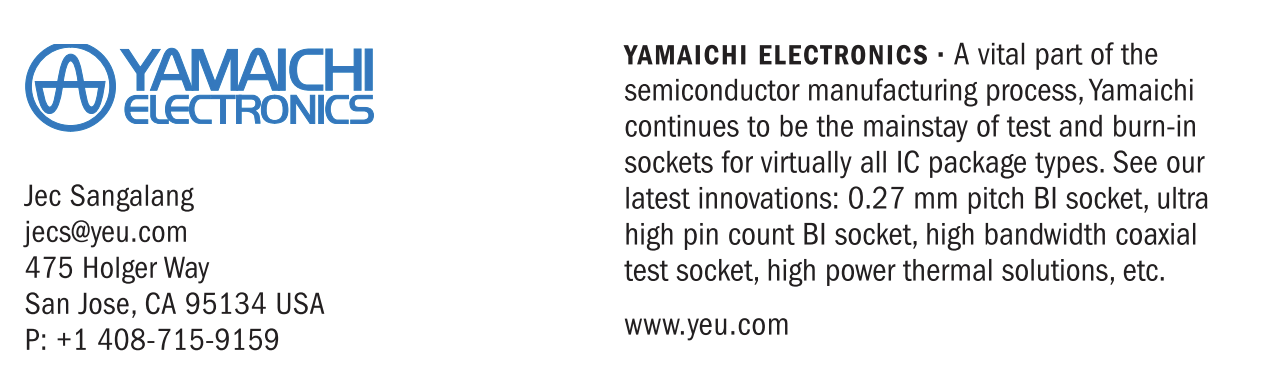 YAMAICHI
ELECTRONICS
Jec Sangalang
jecs@yeu.com
475 Holger Way
San Jose, CA 95134 USA
P: +1 408-715-9159
YAMAICHI ELECTRONICS · A vital part of the
semiconductor manufacturing process, Yamaichi
continues to be the mainstay of test and burn-in
sockets for virtually all IC package types. See our
latest innovations: 0.27 mm pitch BI socket, ultra
high pin count BI socket, high bandwidth coaxial
test socket, high power thermal solutions, etc.
www.yeu.com